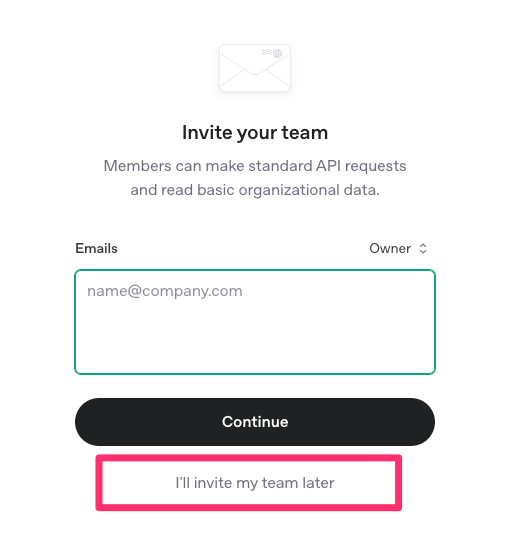 Invite your team
Members can make standard API requests
and read basic organizational data.
Emails
Owner
name@company.com
Continue
I'll invite my team later